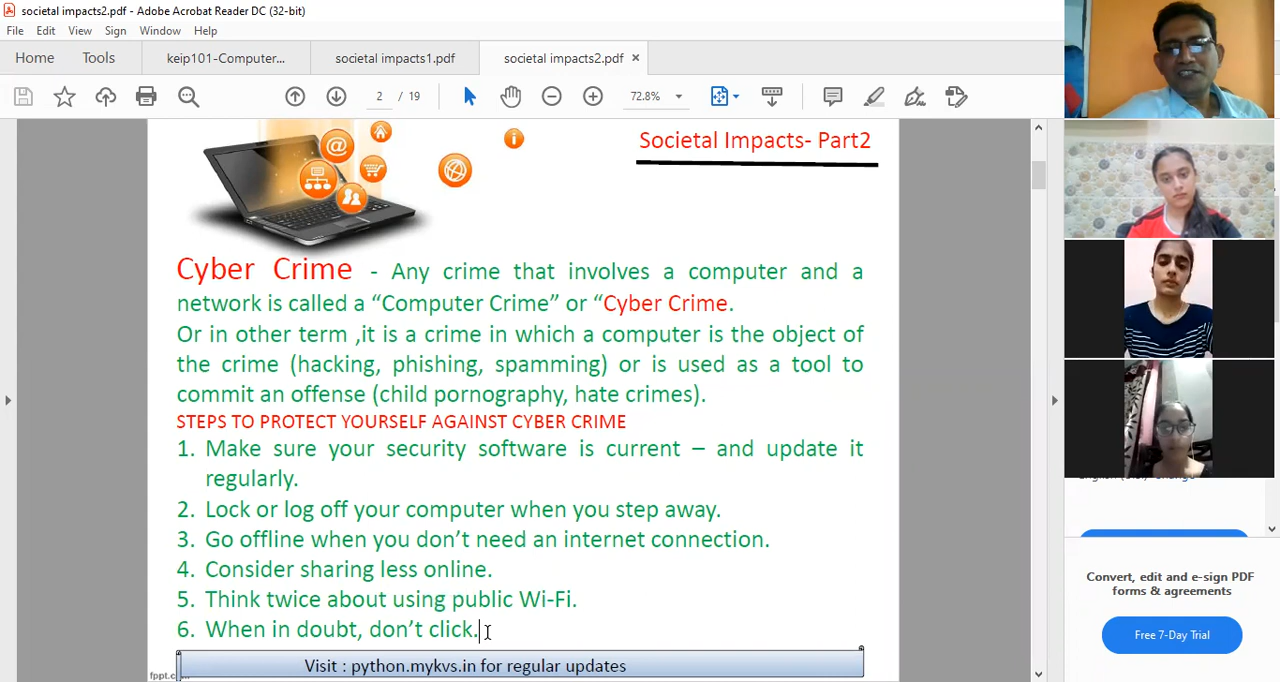 societal impacts2.pdf - Adobe Acrobat Reader DC (32-bit)
File Edit View Sign Window Help
Home Tools keip101-Computer... societal impacts1.pdf societal impacts2.pdf ×
2 / 19 72.8%
Societal Impacts- Part2
Cyber Crime - Any crime that involves a computer and a
network is called a “Computer Crime” or “Cyber Crime.
Or in other term ,it is a crime in which a computer is the object of
the crime (hacking, phishing, spamming) or is used as a tool to
commit an offense (child pornography, hate crimes).
STEPS TO PROTECT YOURSELF AGAINST CYBER CRIME
1. Make sure your security software is current – and update it
regularly.
2. Lock or log off your computer when you step away.
3. Go offline when you don’t need an internet connection.
4. Consider sharing less online.
5. Think twice about using public Wi-Fi.
6. When in doubt, don’t click.
Visit : python.mykvs.in for regular updates
Convert, edit and e-sign PDF
forms & agreements
Free 7-Day Trial